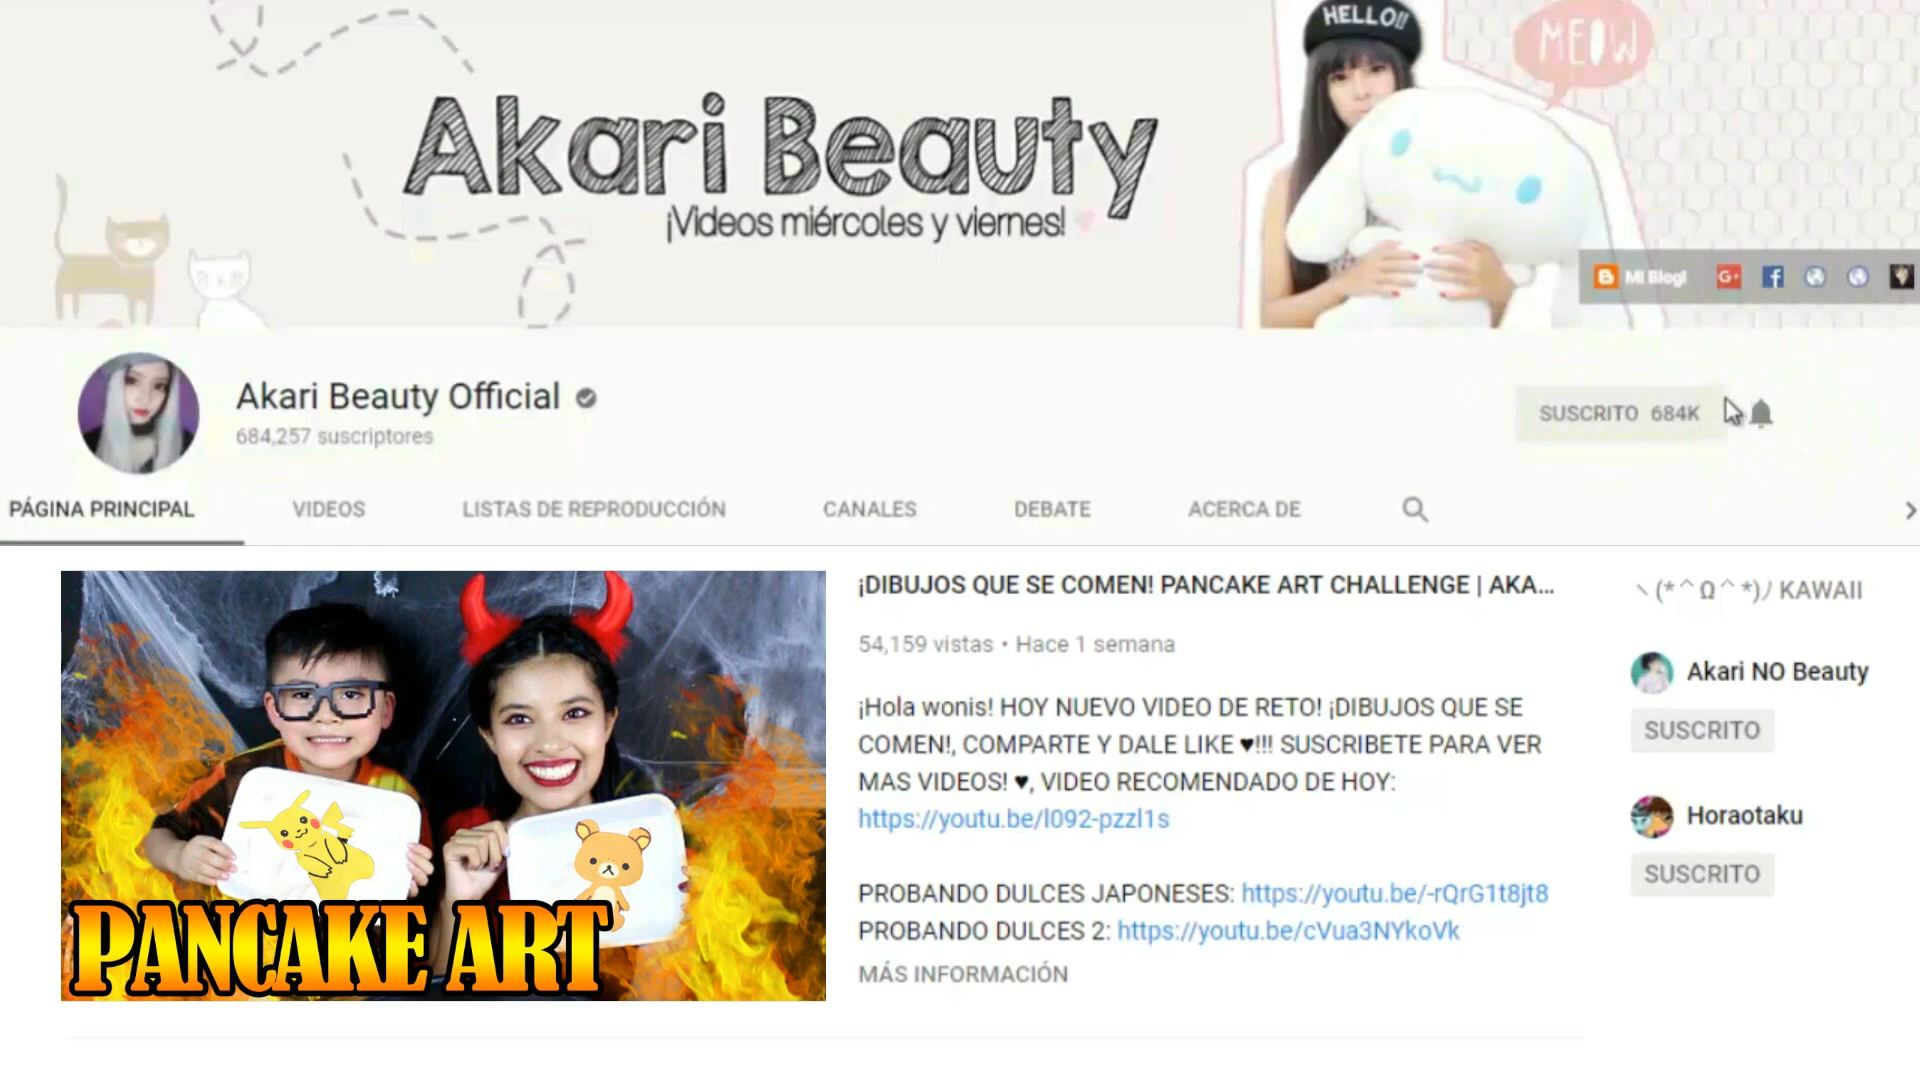 HELLO!!
MEOW
Akari Beauty
¡Videos miércoles y viernes!
Mi Blog!
Akari Beauty Official
684,257 suscriptores
SUSCRITO 684K
PÁGINA PRINCIPAL
VIDEOS
LISTAS DE REPRODUCCIÓN
CANALES
DEBATE
ACERCA DE
PANCAKE ART
¡DIBUJOS QUE SE COMEN! PANCAKE ART CHALLENGE | AKA...
54,159 vistas • Hace 1 semana
¡Hola wonis! HOY NUEVO VIDEO DE RETO! ¡DIBUJOS QUE SE
COMEN!, COMPARTE Y DALE LIKE ♥!!! SUSCRIBETE PARA VER
MAS VIDEOS! ♥, VIDEO RECOMENDADO DE HOY:
https://youtu.be/l092-pzzl1s
PROBANDO DULCES JAPONESES: https://youtu.be/-rQrG1t8jt8
PROBANDO DULCES 2: https://youtu.be/cVua3NYkoVk
MÁS INFORMACIÓN
ヽ(*⌒Ω⌒*)ﾉ KAWAII
Akari NO Beauty
SUSCRITO
Horaotaku
SUSCRITO